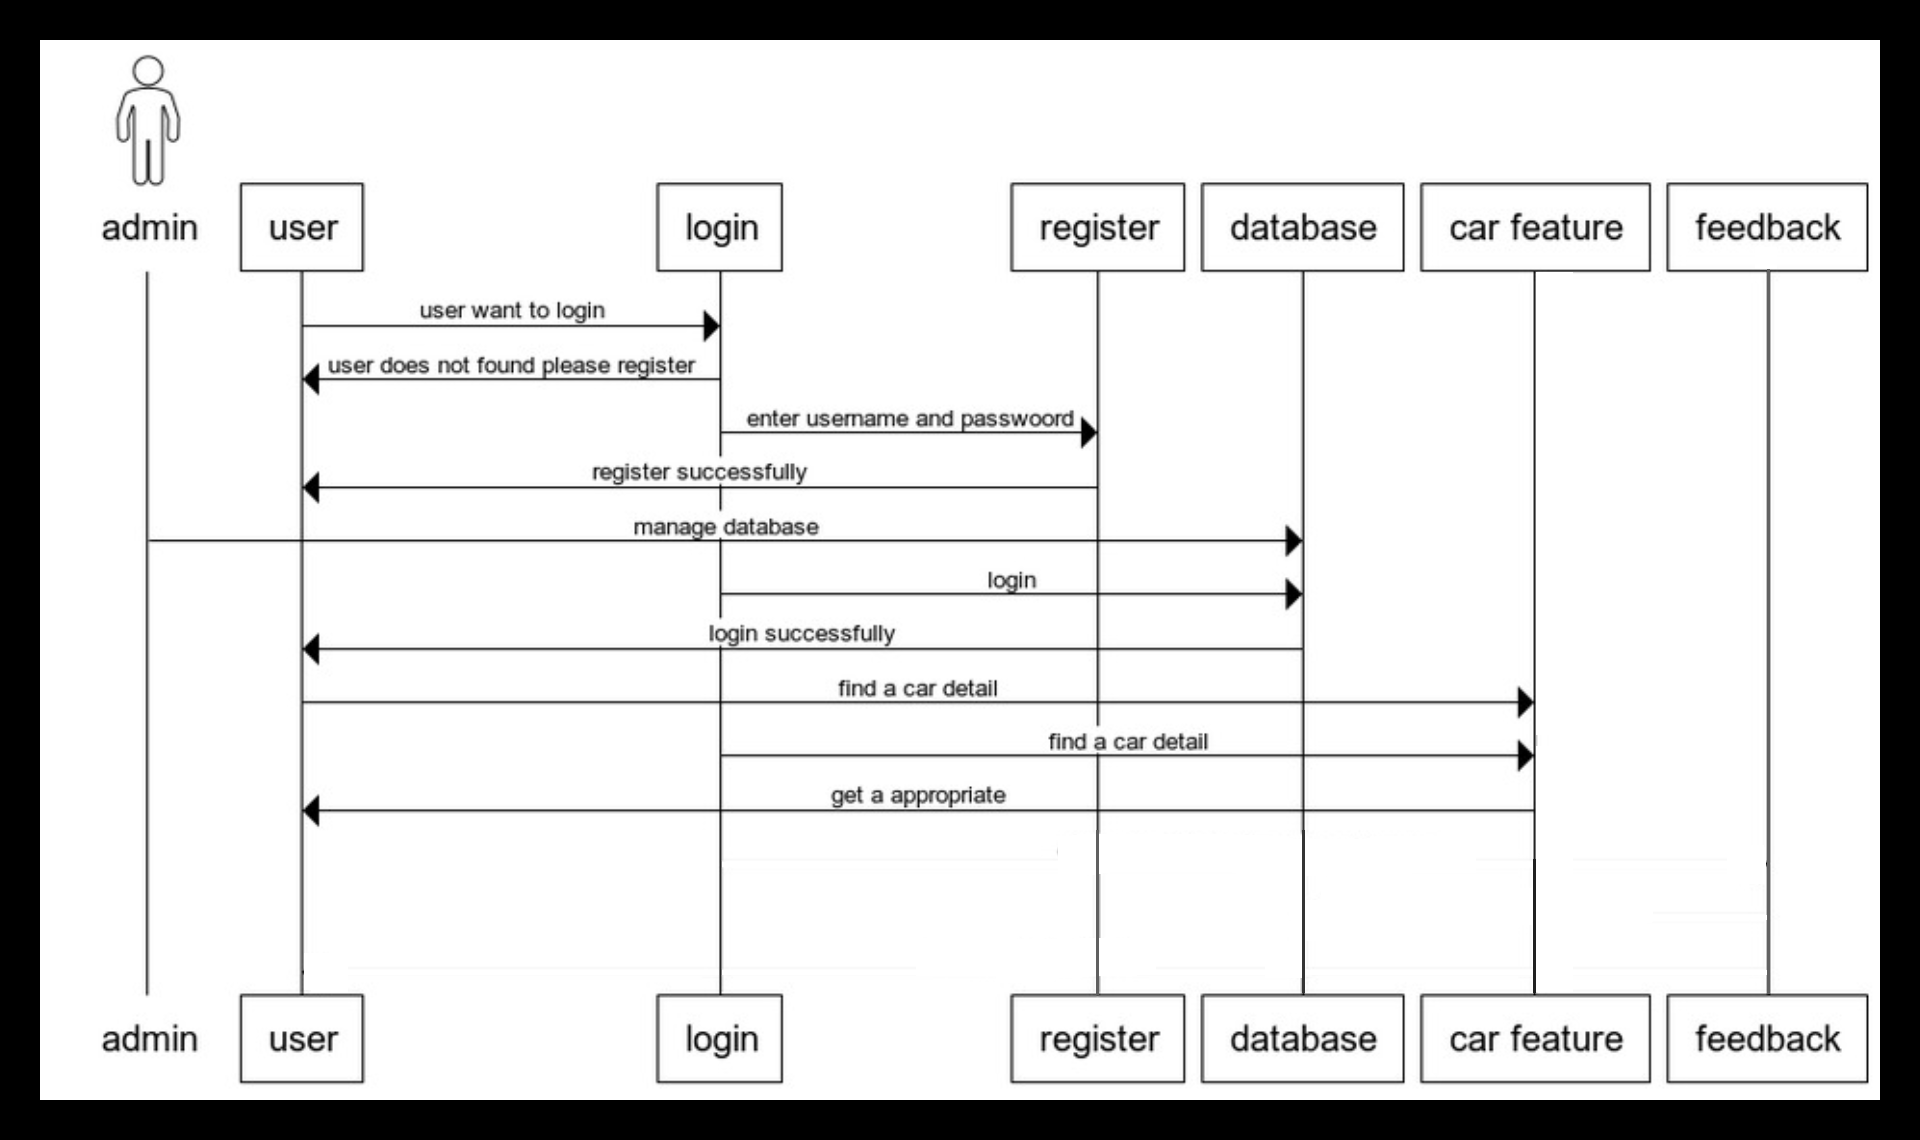 admin
user
login
register
database
car feature
feedback
user want to login
user does not found please register
enter username and passwoord
register successfully
manage database
login
login successfully
find a car detail
find a car detail
get a appropriate
admin
user
login
register
database
car feature
feedback